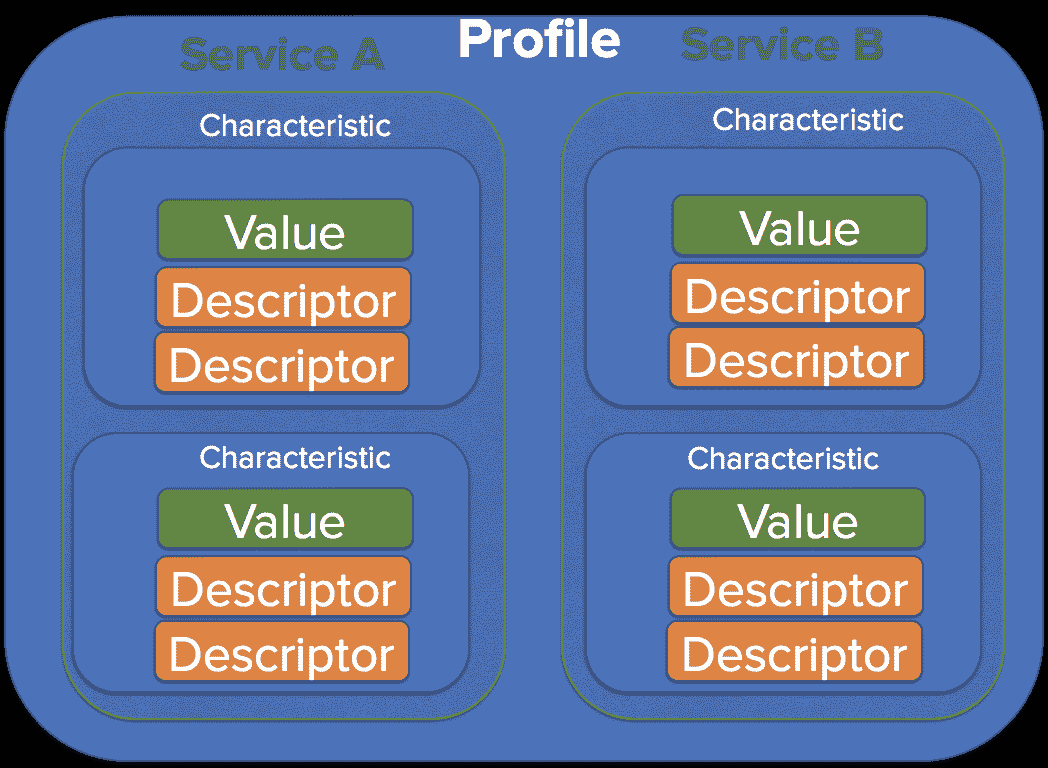 Profile
Service A
Characteristic
Value
Descriptor
Descriptor
Characteristic
Value
Descriptor
Descriptor
Service B
Characteristic
Value
Descriptor
Descriptor
Characteristic
Value
Descriptor
Descriptor